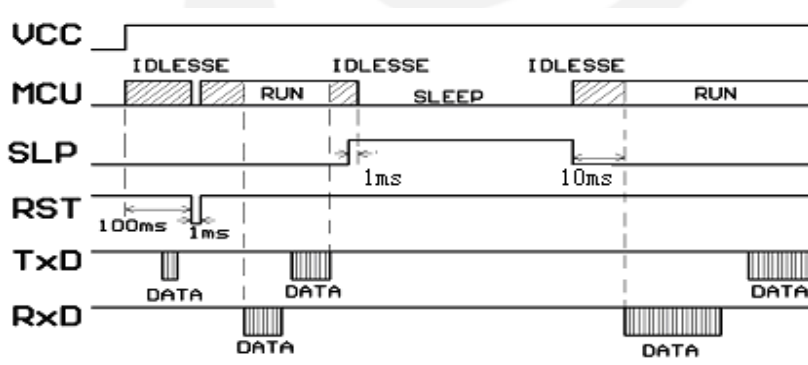 VCC
IDLESSE IDLESSE IDLESSE
MCU RUN SLEEP RUN
SLP
1ms 10ms
RST
100ms 1ms
TxD
DATA DATA DATA
RxD
DATA DATA